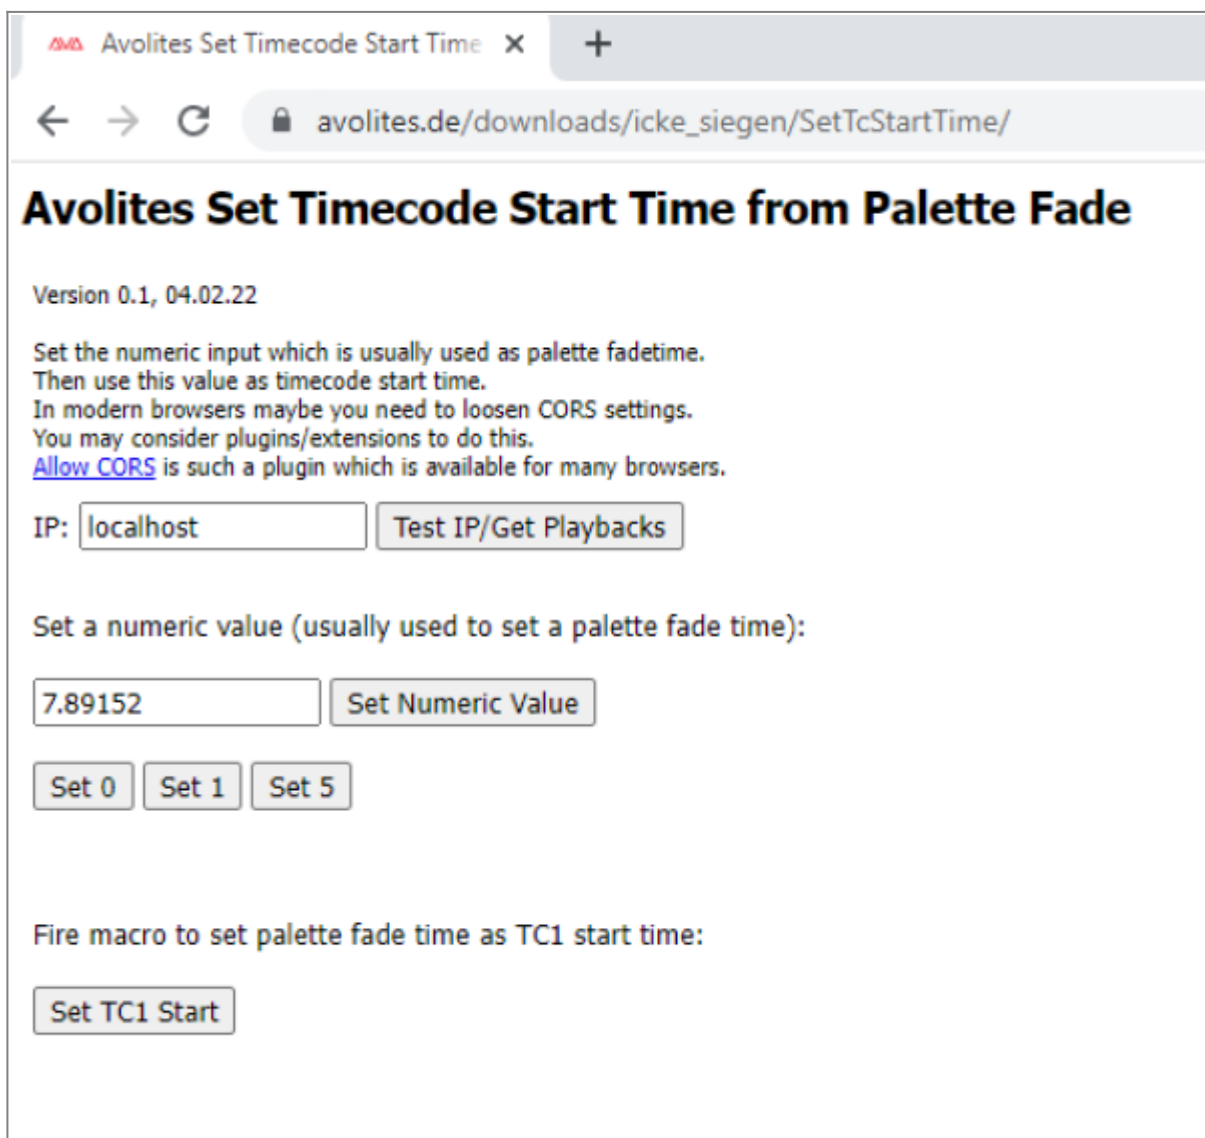 Avolites Set Timecode Start Time
avolites.de/downloads/icke_siegen/SetTcStartTime/
Avolites Set Timecode Start Time from Palette Fade
Version 0.1, 04.02.22
Set the numeric input which is usually used as palette fadetime.
Then use this value as timecode start time.
In modern browsers maybe you need to loosen CORS settings.
You may consider plugins/extensions to do this.
Allow CORS is such a plugin which is available for many browsers.
IP: localhost Test IP/Get Playbacks
Set a numeric value (usually used to set a palette fade time):
7.89152 Set Numeric Value
Set 0 Set 1 Set 5
Fire macro to set palette fade time as TC1 start time:
Set TC1 Start